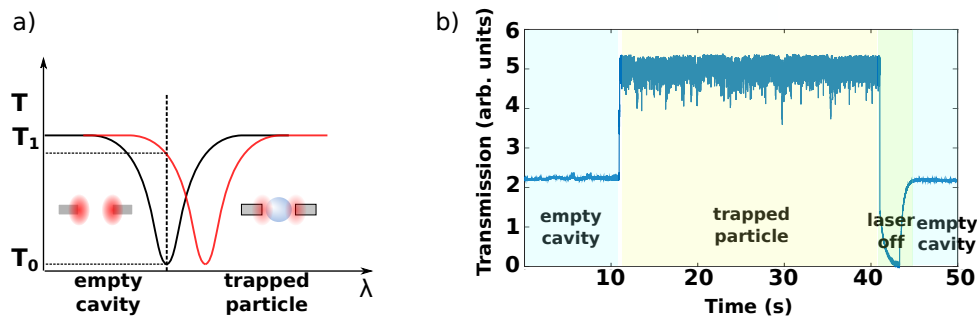 a)
T
T1
T0
empty
cavity
trapped
particle
λ
b)
Transmission (arb. units)
6
5
4
3
2
1
0
empty
cavity
trapped
particle
laser
off
empty
cavity
10
20
30
40
50
Time (s)